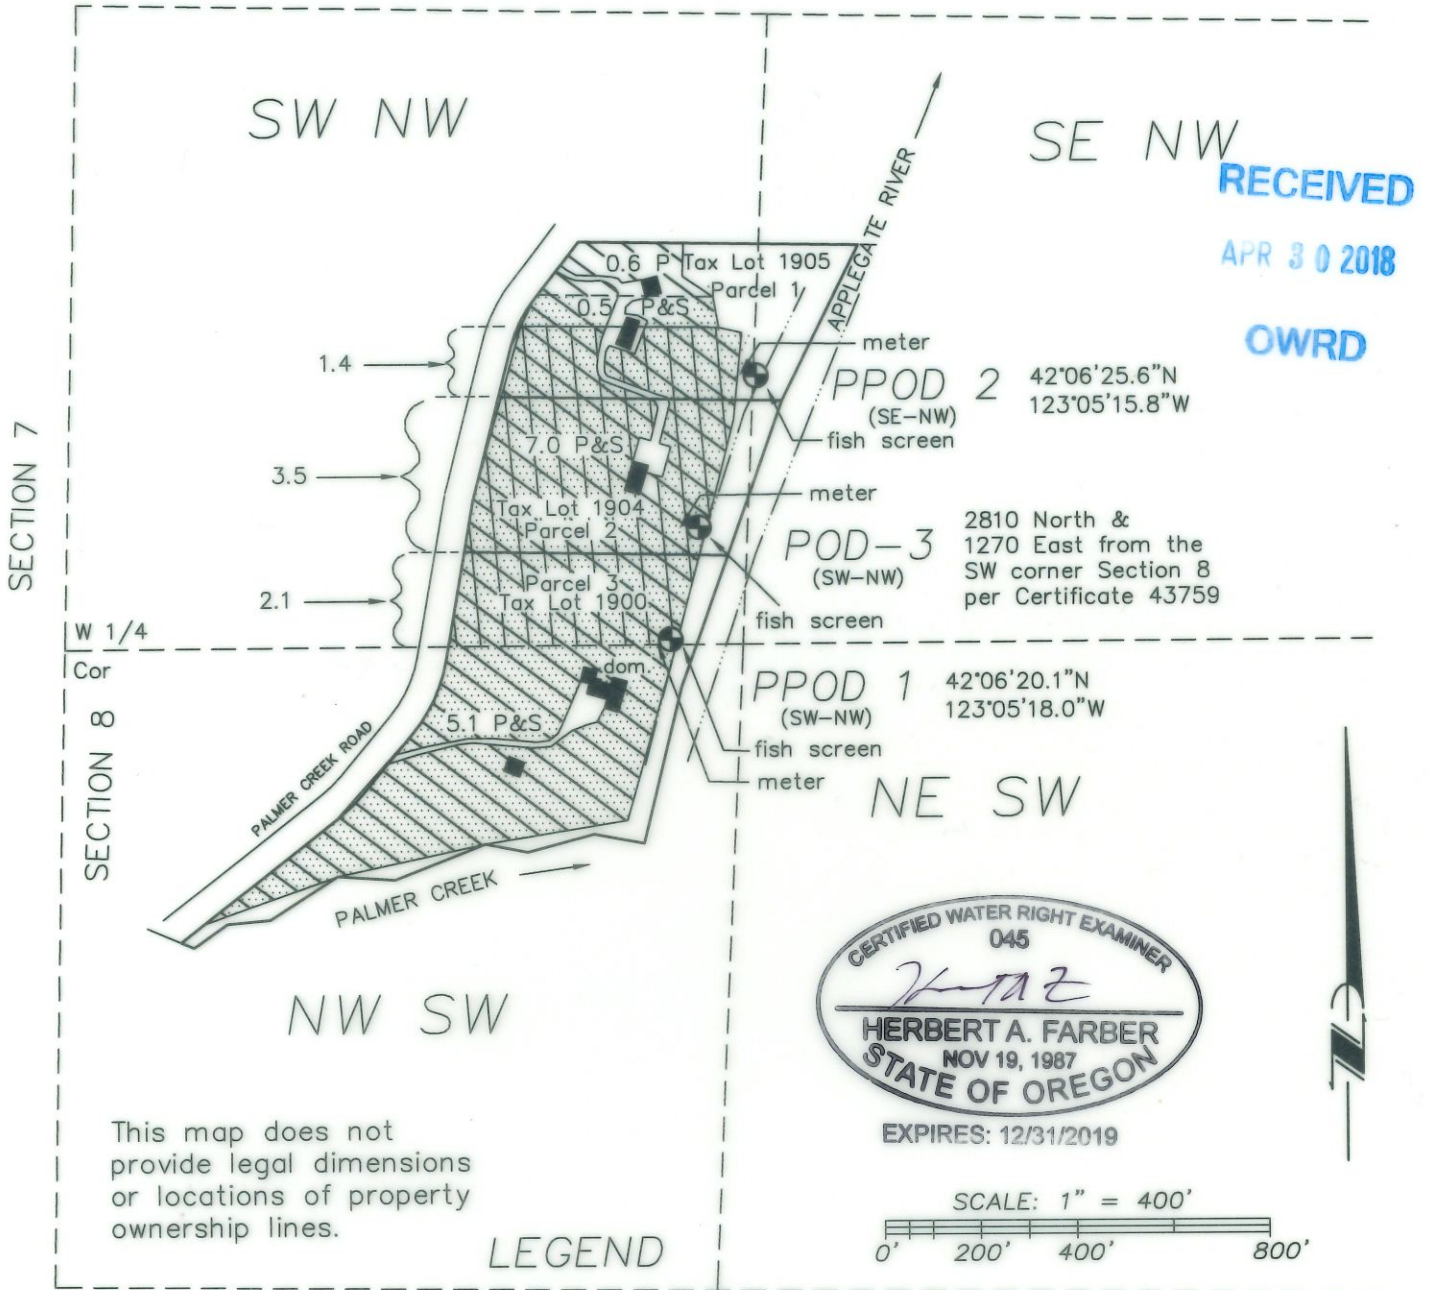 SW NW
SE NW
RECEIVED
APR 30 2018
OWRD
APPLEGATE RIVER
0.6 P
Tax Lot 1905
Parcel 1
0.5 P&S
meter
1.4
PPOD 2
(SE-NW)
42°06'25.6"N
123°05'15.8"W
fish screen
SECTION 7
3.5
7.0 P&S
meter
Tax Lot 1904
Parcel 2
POD-3
(SW-NW)
2810 North &
1270 East from the
SW corner Section 8
per Certificate 43759
2.1
Parcel 3
Tax Lot 1900
fish screen
W 1/4
Cor
dom.
PPOD 1
(SW-NW)
42°06'20.1"N
123°05'18.0"W
SECTION 8
5.1 P&S
fish screen
meter
PALMER CREEK ROAD
NE SW
PALMER CREEK
CERTIFIED WATER RIGHT EXAMINER
045
HERBERT A. FARBER
NOV 19, 1987
STATE OF OREGON
EXPIRES: 12/31/2019
NW SW
This map does not
provide legal dimensions
or locations of property
ownership lines.
SCALE: 1" = 400'
0' 200' 400' 800'
LEGEND